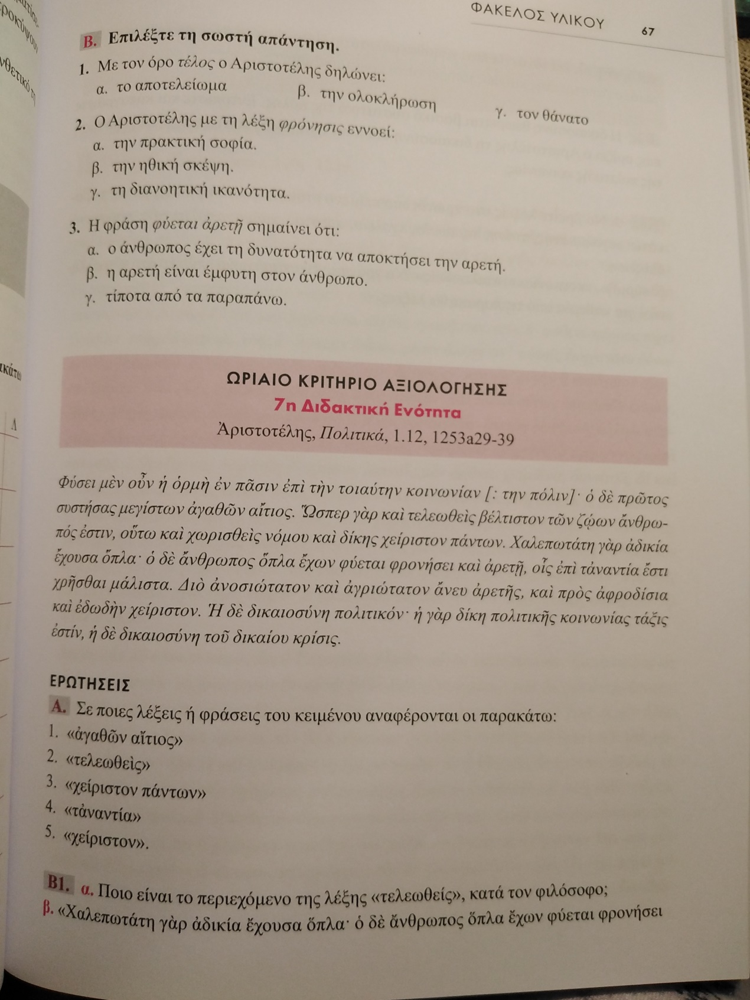 ΦΑΚΕΛΟΣ ΥΛΙΚΟΥ 67
Β. Επιλέξτε τη σωστή απάντηση.
1. Με τον όρο τέλος ο Αριστοτέλης δηλώνει:
α. το αποτελείωμα β. την ολοκλήρωση γ. τον θάνατο
2. Ο Αριστοτέλης με τη λέξη φρόνησις εννοεί:
α. την πρακτική σοφία.
β. την ηθική σκέψη.
γ. τη διανοητική ικανότητα.
3. Η φράση φύεται ἀρετῇ σημαίνει ότι:
α. ο άνθρωπος έχει τη δυνατότητα να αποκτήσει την αρετή.
β. η αρετή είναι έμφυτη στον άνθρωπο.
γ. τίποτα από τα παραπάνω.
ΩΡΙΑΙΟ ΚΡΙΤΗΡΙΟ ΑΞΙΟΛΟΓΗΣΗΣ
7η Διδακτική Ενότητα
Ἀριστοτέλης, Πολιτικά, 1.12, 1253a29-39
Φύσει μὲν οὖν ἡ ὁρμὴ ἐν πᾶσιν ἐπὶ τὴν τοιαύτην κοινωνίαν [: την πόλιν]· ὁ δὲ πρῶτος
συστήσας μεγίστων ἀγαθῶν αἴτιος. Ὥσπερ γὰρ καὶ τελεωθεὶς βέλτιστον τῶν ζῴων ἄνθρω-
πός ἐστιν, οὕτω καὶ χωρισθεὶς νόμου καὶ δίκης χείριστον πάντων. Χαλεπωτάτη γὰρ ἀδικία
ἔχουσα ὅπλα· ὁ δὲ ἄνθρωπος ὅπλα ἔχων φύεται φρονήσει καὶ ἀρετῇ, οἷς ἐπὶ τἀναντία ἔστι
χρῆσθαι μάλιστα. Διὸ ἀνοσιώτατον καὶ ἀγριώτατον ἄνευ ἀρετῆς, καὶ πρὸς ἀφροδίσια
καὶ ἐδωδὴν χείριστον. Ἡ δὲ δικαιοσύνη πολιτικόν· ἡ γὰρ δίκη πολιτικῆς κοινωνίας τάξις
ἐστίν, ἡ δὲ δικαιοσύνη τοῦ δικαίου κρίσις.
ΕΡΩΤΗΣΕΙΣ
Α. Σε ποιες λέξεις ή φράσεις του κειμένου αναφέρονται οι παρακάτω:
1. «ἀγαθῶν αἴτιος»
2. «τελεωθεὶς»
3. «χείριστον πάντων»
4. «τἀναντία»
5. «χείριστον».
Β1. α. Ποιο είναι το περιεχόμενο της λέξης «τελεωθείς», κατά τον φιλόσοφο;
β. «Χαλεπωτάτη γὰρ ἀδικία ἔχουσα ὅπλα· ὁ δὲ ἄνθρωπος ὅπλα ἔχων φύεται φρονήσει